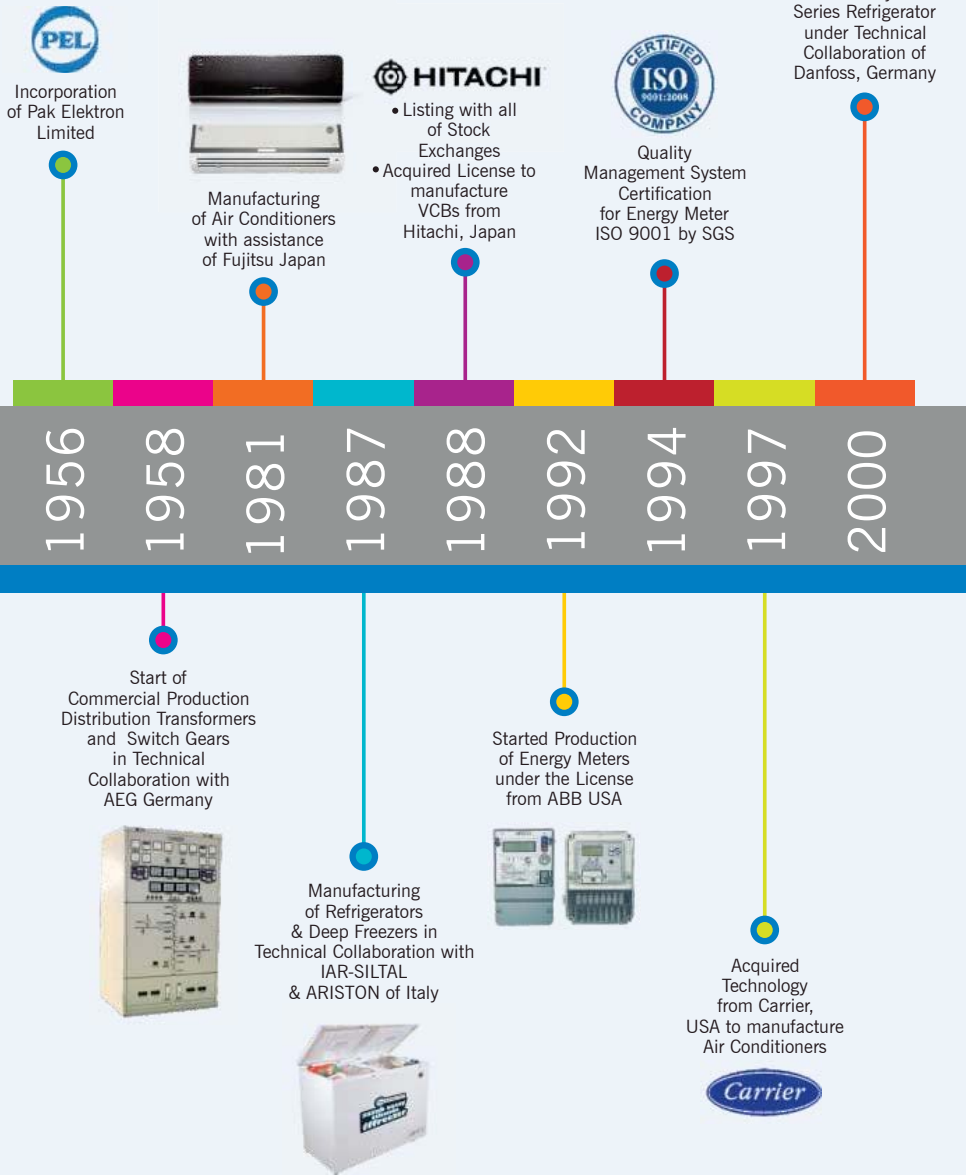 PEL
Incorporation
of Pak Elektron
Limited
Manufacturing
of Air Conditioners
with assistance
of Fujitsu Japan
HITACHI
• Listing with all
of Stock
Exchanges
• Acquired License to
manufacture
VCBs from
Hitachi, Japan
CERTIFIED
ISO
9001:2008
COMPANY
Quality
Management System
Certification
for Energy Meter
ISO 9001 by SGS
Series Refrigerator
under Technical
Collaboration of
Danfoss, Germany
1956
1958
1981
1987
1988
1992
1994
1997
2000
Start of
Commercial Production
Distribution Transformers
and Switch Gears
in Technical
Collaboration with
AEG Germany
Manufacturing
of Refrigerators
& Deep Freezers in
Technical Collaboration with
IAR-SILTAL
& ARISTON of Italy
Started Production
of Energy Meters
under the License
from ABB USA
Acquired
Technology
from Carrier,
USA to manufacture
Air Conditioners
Carrier